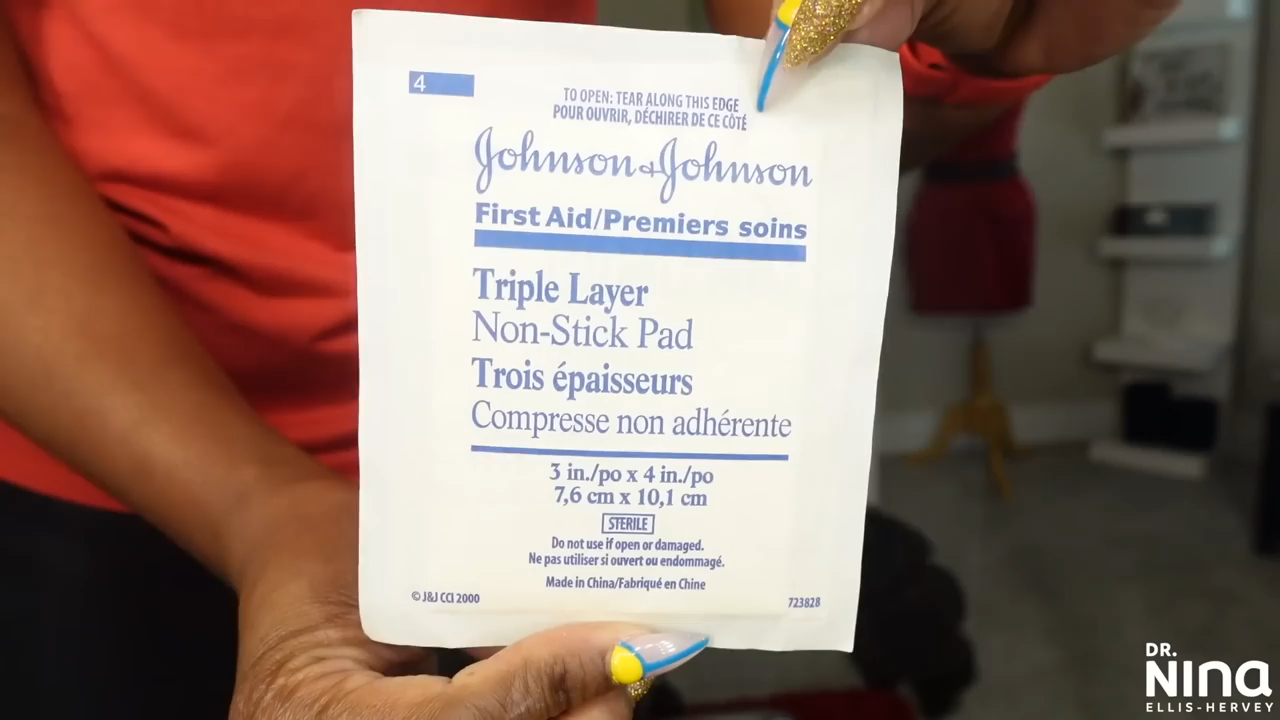 4
TO OPEN: TEAR ALONG THIS EDGE
POUR OUVRIR, DÉCHIRER DE CE CÔTÉ
Johnson & Johnson
First Aid/Premiers soins
Triple Layer
Non-Stick Pad
Trois épaisseurs
Compresse non adhérente
3 in./po x 4 in./po
7,6 cm x 10,1 cm
STERILE
Do not use if open or damaged.
Ne pas utiliser si ouvert ou endommagé.
Made in China/Fabriqué en Chine
© J&J CCI 2000
723828
DR.
NINA
ELLIS-HERVEY